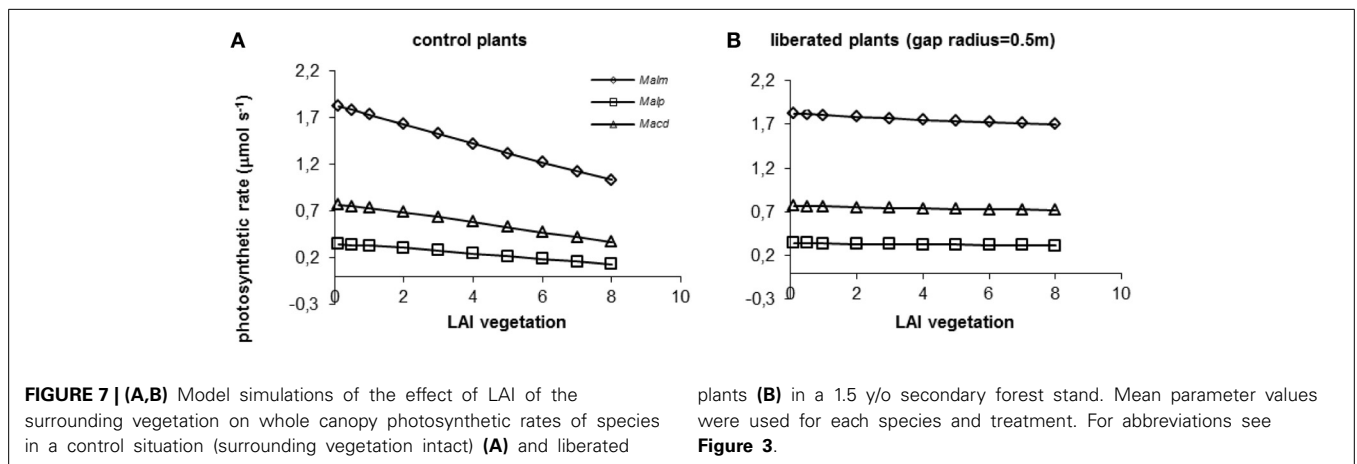 A
control plants
Malm
Malp
Macd
2,2
1,7
1,2
0,7
0,2
-0,3
photosynthetic rate (µmol s⁻¹)
0 2 4 6 8 10
LAI vegetation
B
liberated plants (gap radius=0.5m)
2,2
1,7
1,2
0,7
0,2
-0,3
0 2 4 6 8 10
LAI vegetation
FIGURE 7 | (A,B) Model simulations of the effect of LAI of the
surrounding vegetation on whole canopy photosynthetic rates of species
in a control situation (surrounding vegetation intact) (A) and liberated
plants (B) in a 1.5 y/o secondary forest stand. Mean parameter values
were used for each species and treatment. For abbreviations see
Figure 3.